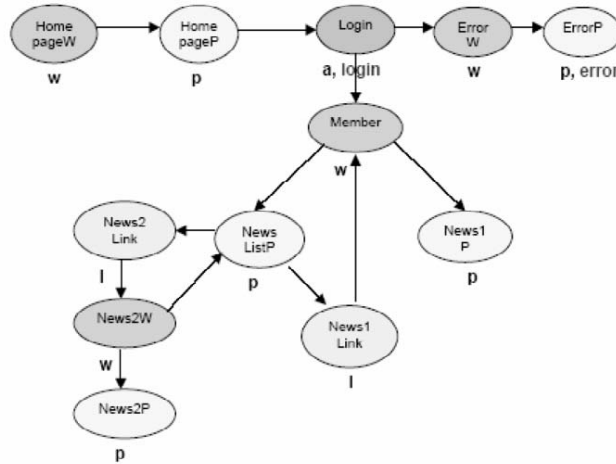 Home
pageW
Home
pageP
Login
Error
W
ErrorP
w
p
a, login
w
p, error
Member
w
News2
Link
News
ListP
News1
P
l
p
p
News2W
News1
Link
w
l
News2P
p